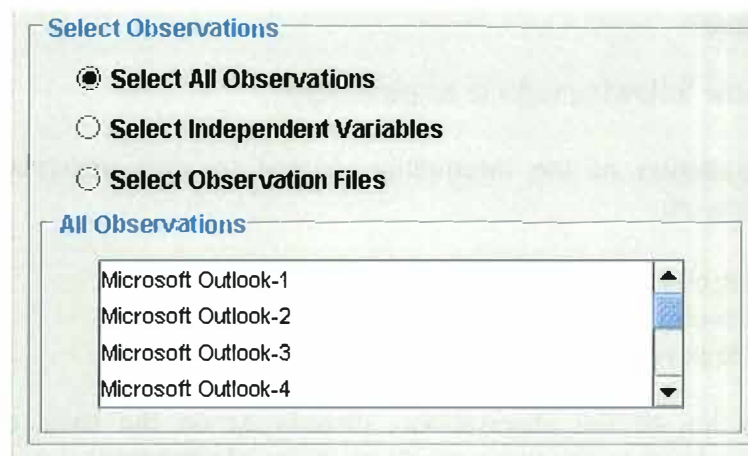 Select Observations
Select All Observations
Select Independent Variables
Select Observation Files
All Observations
Microsoft Outlook-1
Microsoft Outlook-2
Microsoft Outlook-3
Microsoft Outlook-4